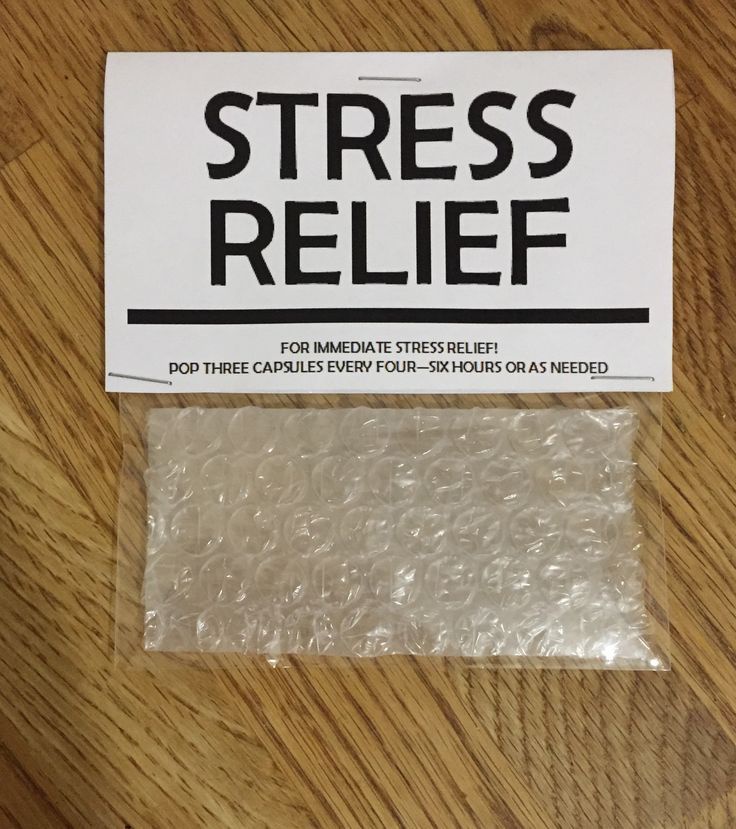 STRESS
RELIEF
FOR IMMEDIATE STRESS RELIEF!
POP THREE CAPSULES EVERY FOUR—SIX HOURS OR AS NEEDED